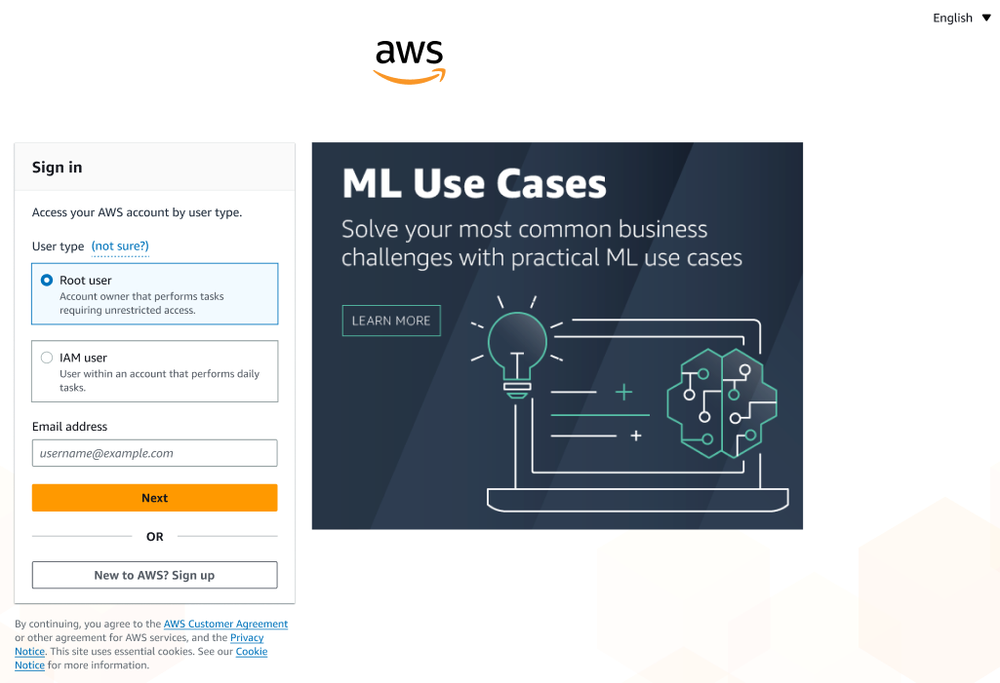 English
aws
Sign in
Access your AWS account by user type.
User type (not sure?)
Root user
Account owner that performs tasks
requiring unrestricted access.
IAM user
User within an account that performs daily
tasks.
Email address
username@example.com
Next
OR
New to AWS? Sign up
By continuing, you agree to the AWS Customer Agreement
or other agreement for AWS services, and the Privacy
Notice. This site uses essential cookies. See our Cookie
Notice for more information.
ML Use Cases
Solve your most common business
challenges with practical ML use cases
LEARN MORE